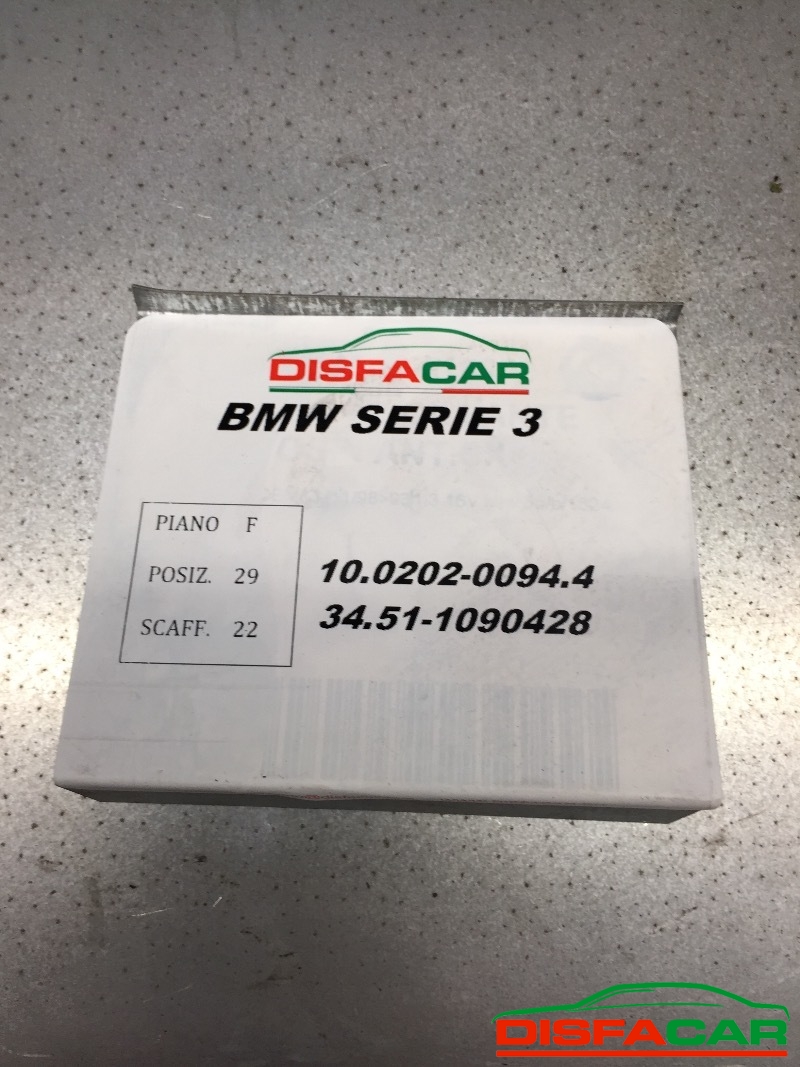 DISFACAR
BMW SERIE 3
PIANO F
POSIZ. 29
SCAFF. 22
10.0202-0094.4
34.51-1090428
DISFACAR